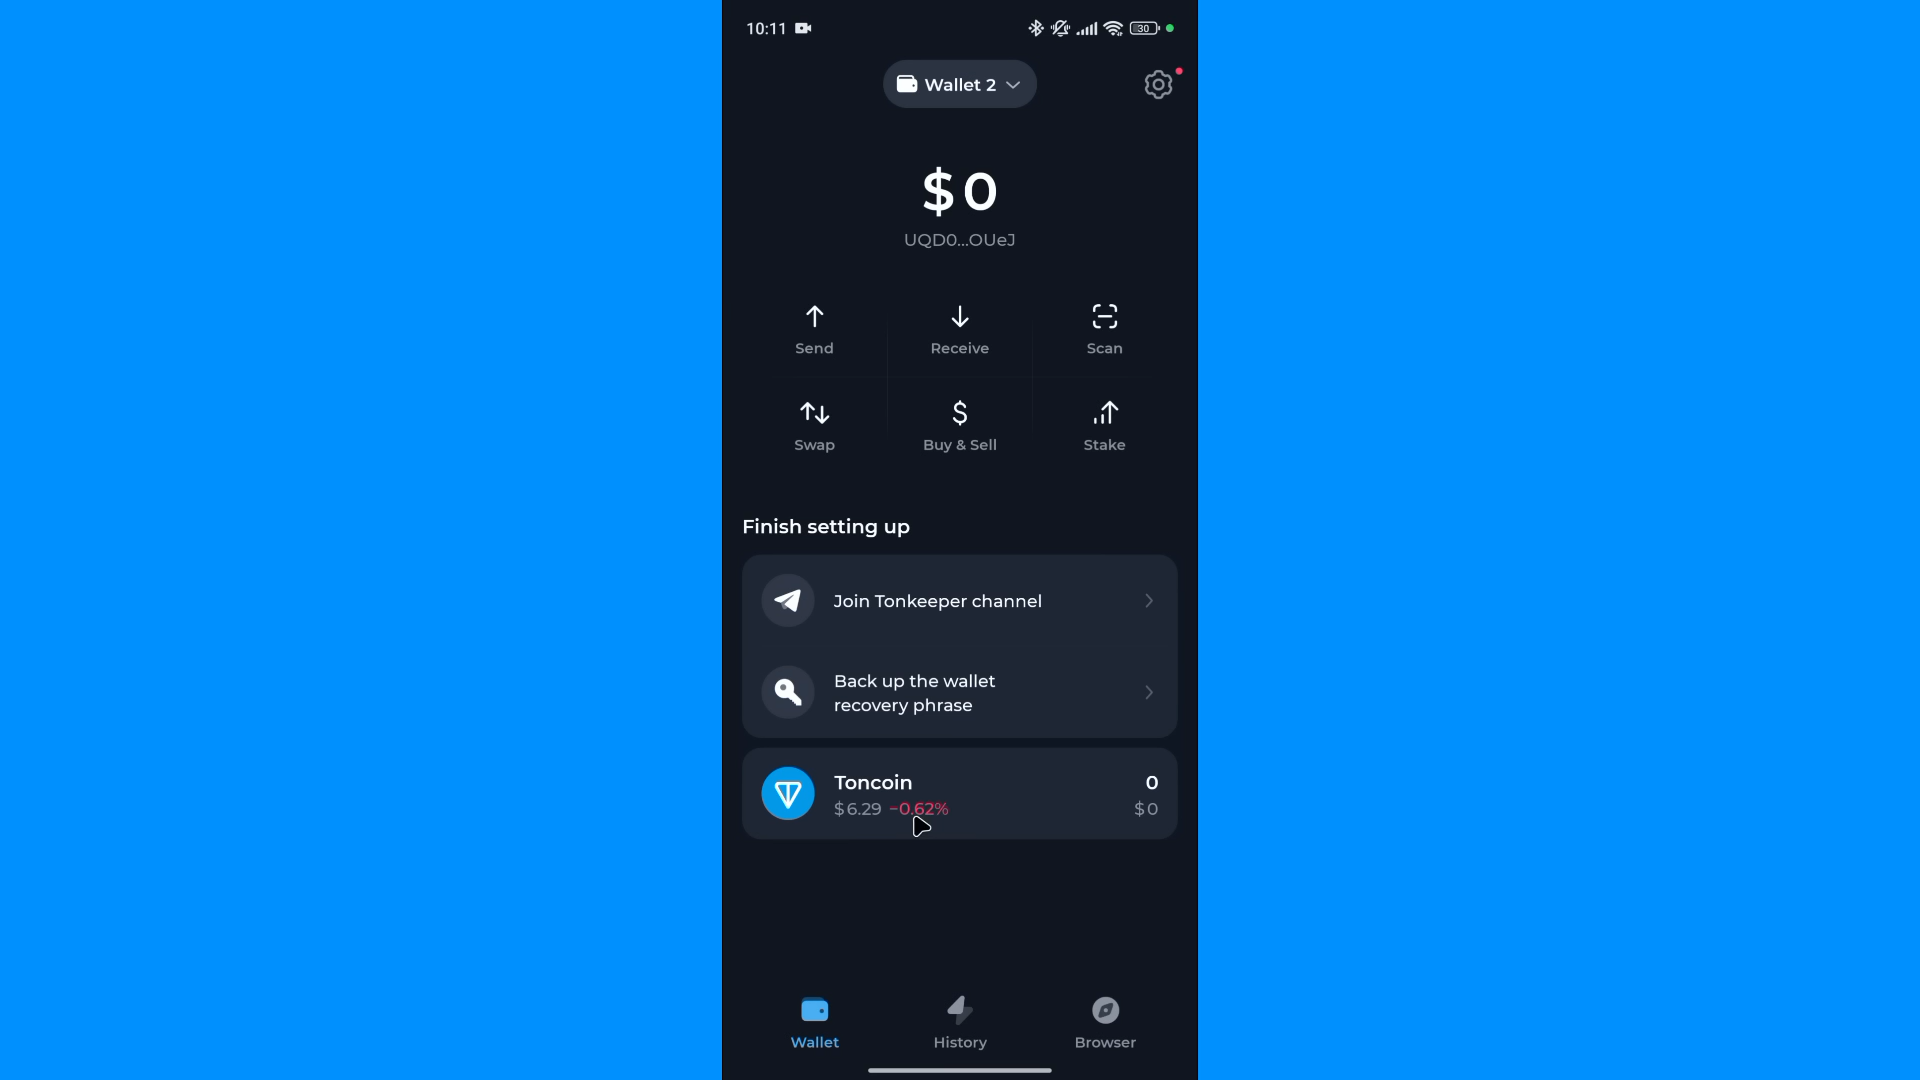 10:11
30
Wallet 2
$0
UQD0...OUeJ
Send Receive Scan
Swap Buy & Sell Stake
Finish setting up
Join Tonkeeper channel
Back up the wallet
recovery phrase
Toncoin 0
$6.29 −0.62% $0
Wallet History Browser